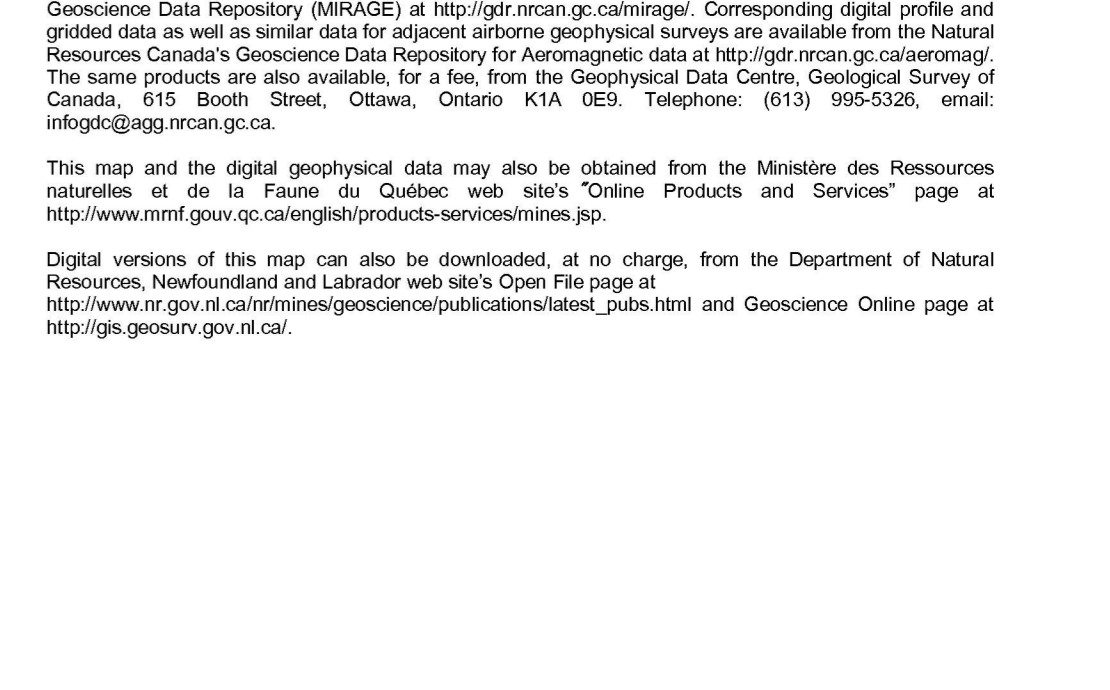 Geoscience Data Repository (MIRAGE) at http://gdr.nrcan.gc.ca/mirage/. Corresponding digital profile and
gridded data as well as similar data for adjacent airborne geophysical surveys are available from the Natural
Resources Canada's Geoscience Data Repository for Aeromagnetic data at http://gdr.nrcan.gc.ca/aeromag/.
The same products are also available, for a fee, from the Geophysical Data Centre, Geological Survey of
Canada, 615 Booth Street, Ottawa, Ontario K1A 0E9. Telephone: (613) 995-5326, email:
infogdc@agg.nrcan.gc.ca.
This map and the digital geophysical data may also be obtained from the Ministère des Ressources
naturelles et de la Faune du Québec web site’s ˝Online Products and Services” page at
http://www.mrnf.gouv.qc.ca/english/products-services/mines.jsp.
Digital versions of this map can also be downloaded, at no charge, from the Department of Natural
Resources, Newfoundland and Labrador web site’s Open File page at
http://www.nr.gov.nl.ca/nr/mines/geoscience/publications/latest_pubs.html and Geoscience Online page at
http://gis.geosurv.gov.nl.ca/.